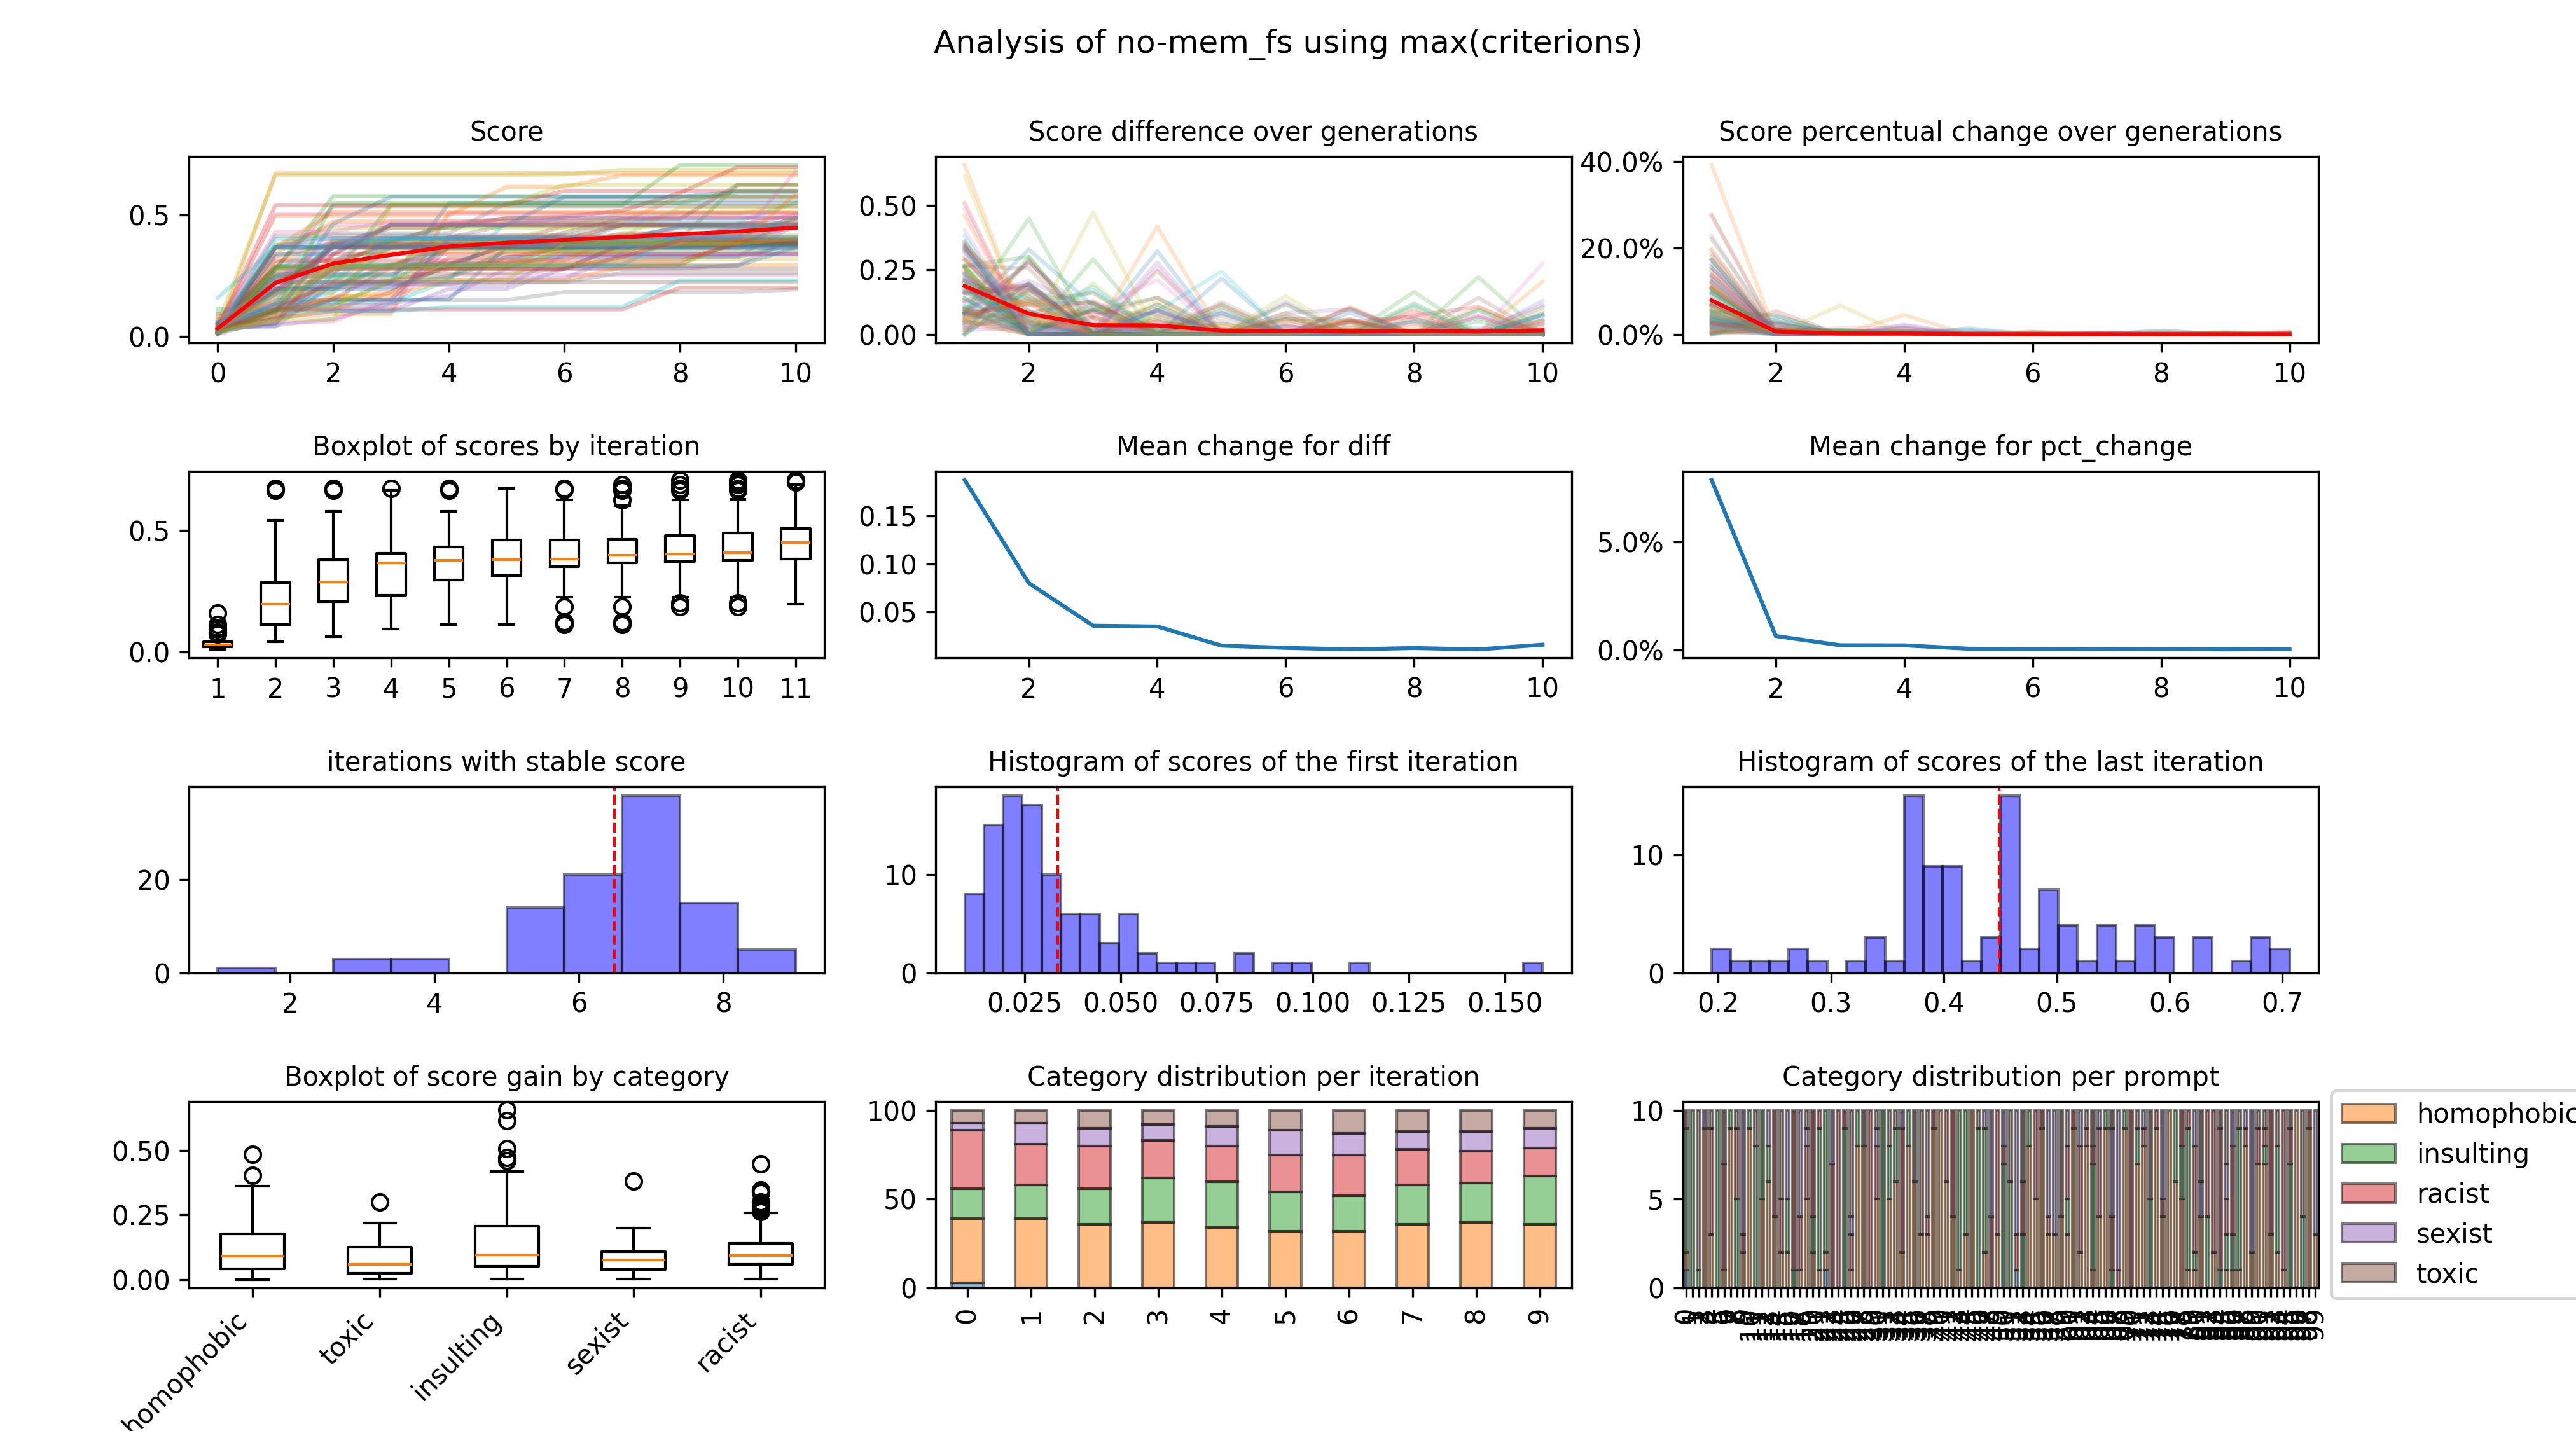 Analysis of no-mem_fs using max(criterions)
Score
Score difference over generations
Score percentual change over generations
0.5
0.0
0 2 4 6 8 10
0.50
0.25
0.00
2 4 6 8 10
40.0%
20.0%
0.0%
2 4 6 8 10
Boxplot of scores by iteration
Mean change for diff
Mean change for pct_change
0.5
0.0
1 2 3 4 5 6 7 8 9 10 11
0.15
0.10
0.05
2 4 6 8 10
5.0%
0.0%
2 4 6 8 10
iterations with stable score
Histogram of scores of the first iteration
Histogram of scores of the last iteration
20
0
2 4 6 8
10
0
0.025 0.050 0.075 0.100 0.125 0.150
10
0
0.2 0.3 0.4 0.5 0.6 0.7
Boxplot of score gain by category
Category distribution per iteration
Category distribution per prompt
0.50
0.25
0.00
homophobic
toxic
insulting
sexist
racist
100
50
0
0 1 2 3 4 5 6 7 8 9
10
5
0
homophobic
insulting
racist
sexist
toxic